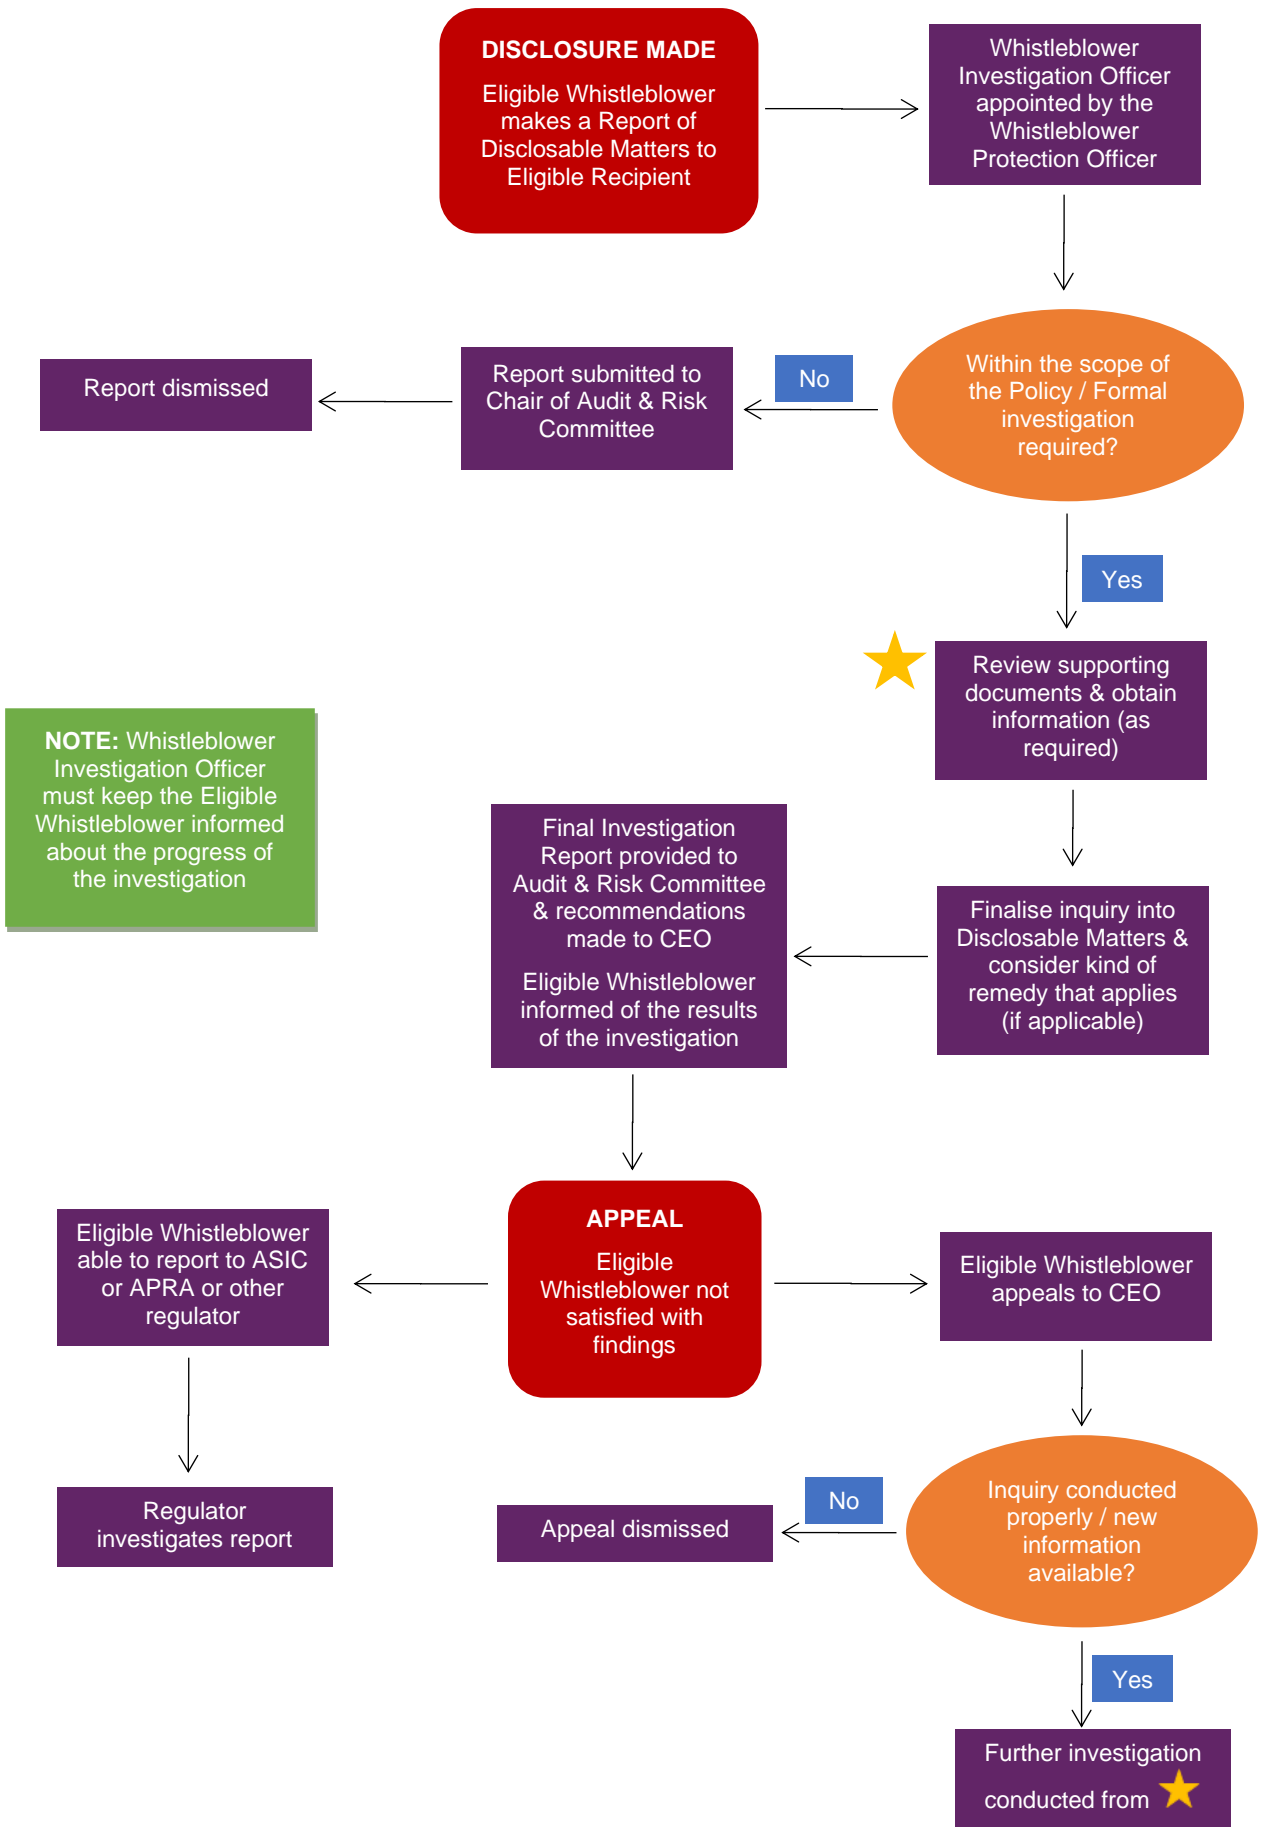 DISCLOSURE MADE
Eligible Whistleblower
makes a Report of
Disclosable Matters to
Eligible Recipient
Whistleblower
Investigation Officer
appointed by the
Whistleblower
Protection Officer
Within the scope of
the Policy / Formal
investigation
required?
No
Report submitted to
Chair of Audit & Risk
Committee
Report dismissed
Yes
Review supporting
documents & obtain
information (as
required)
NOTE: Whistleblower
Investigation Officer
must keep the Eligible
Whistleblower informed
about the progress of
the investigation
Finalise inquiry into
Disclosable Matters &
consider kind of
remedy that applies
(if applicable)
Final Investigation
Report provided to
Audit & Risk Committee
& recommendations
made to CEO
Eligible Whistleblower
informed of the results
of the investigation
APPEAL
Eligible
Whistleblower not
satisfied with
findings
Eligible Whistleblower
able to report to ASIC
or APRA or other
regulator
Regulator
investigates report
Eligible Whistleblower
appeals to CEO
Inquiry conducted
properly / new
information
available?
No
Appeal dismissed
Yes
Further investigation
conducted from